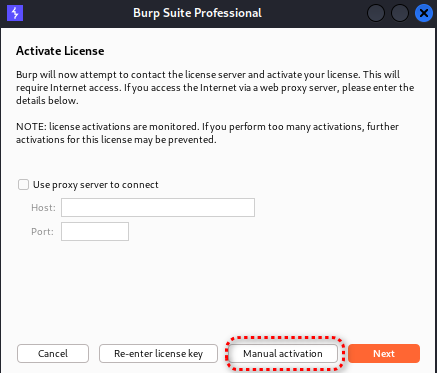 Burp Suite Professional
Activate License
Burp will now attempt to contact the license server and activate your license. This will
require Internet access. If you access the Internet via a web proxy server, please enter the
details below.
NOTE: license activations are monitored. If you perform too many activations, further
activations for this license may be prevented.
Use proxy server to connect
Host:
Port:
Cancel
Re-enter license key
Manual activation
Next